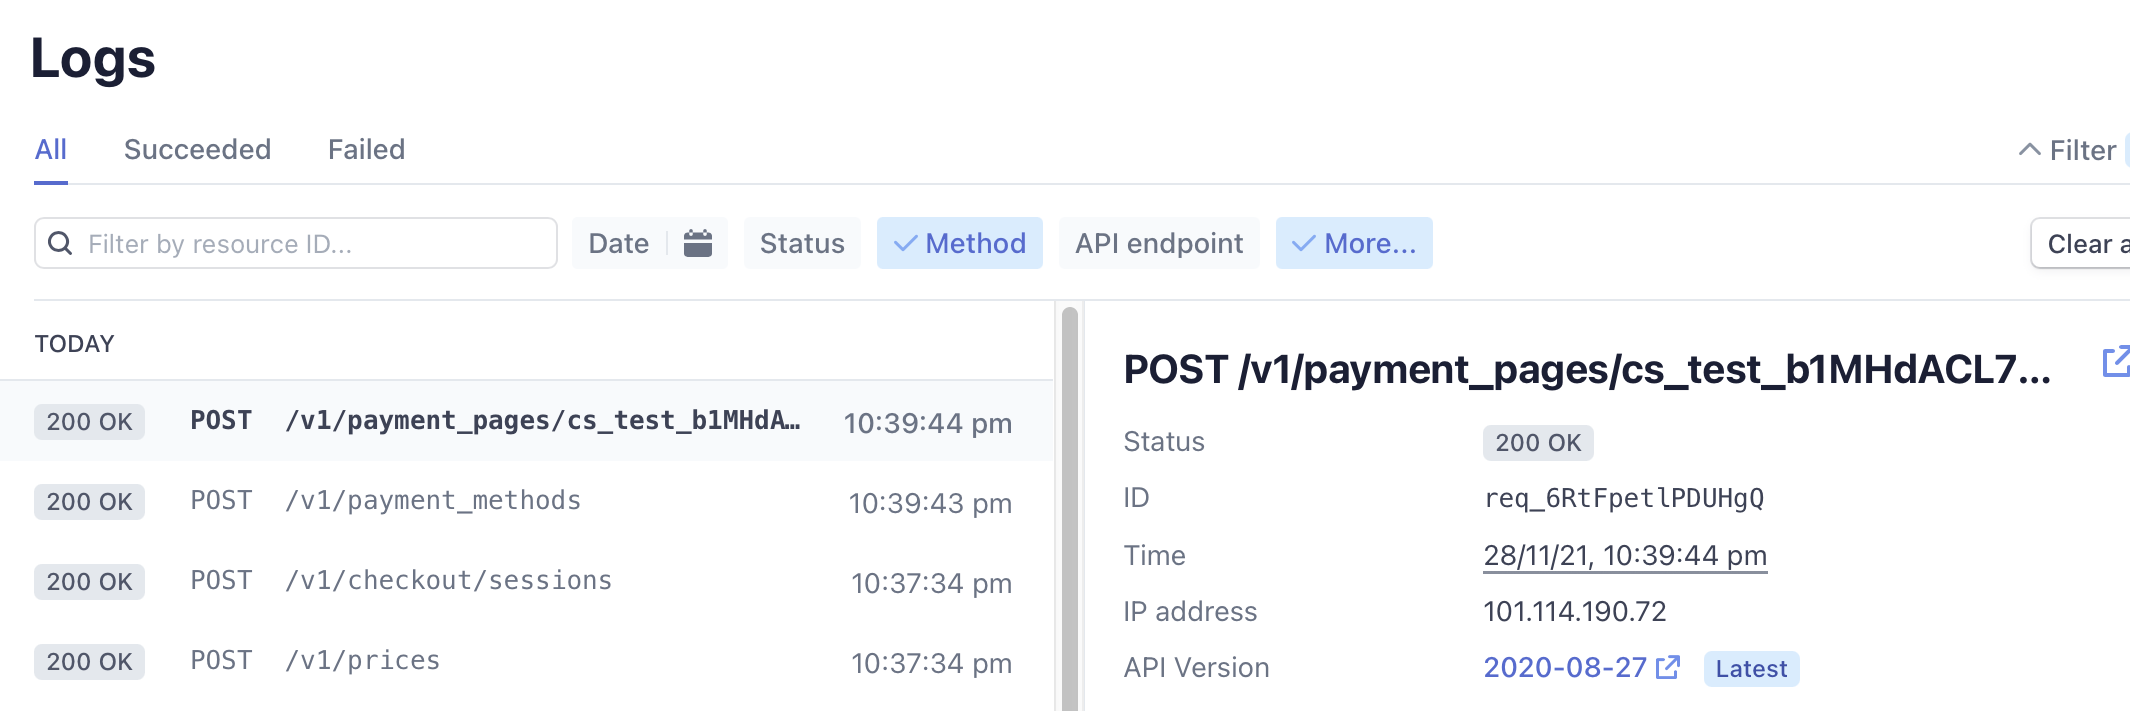 Logs
All Succeeded Failed Filter
Filter by resource ID... Date Status Method API endpoint More... Clear a
TODAY
200 OK POST /v1/payment_pages/cs_test_b1MHdA… 10:39:44 pm
200 OK POST /v1/payment_methods 10:39:43 pm
200 OK POST /v1/checkout/sessions 10:37:34 pm
200 OK POST /v1/prices 10:37:34 pm
POST /v1/payment_pages/cs_test_b1MHdACL7...
Status 200 OK
ID req_6RtFpetlPDUHgQ
Time 28/11/21, 10:39:44 pm
IP address 101.114.190.72
API Version 2020-08-27 Latest